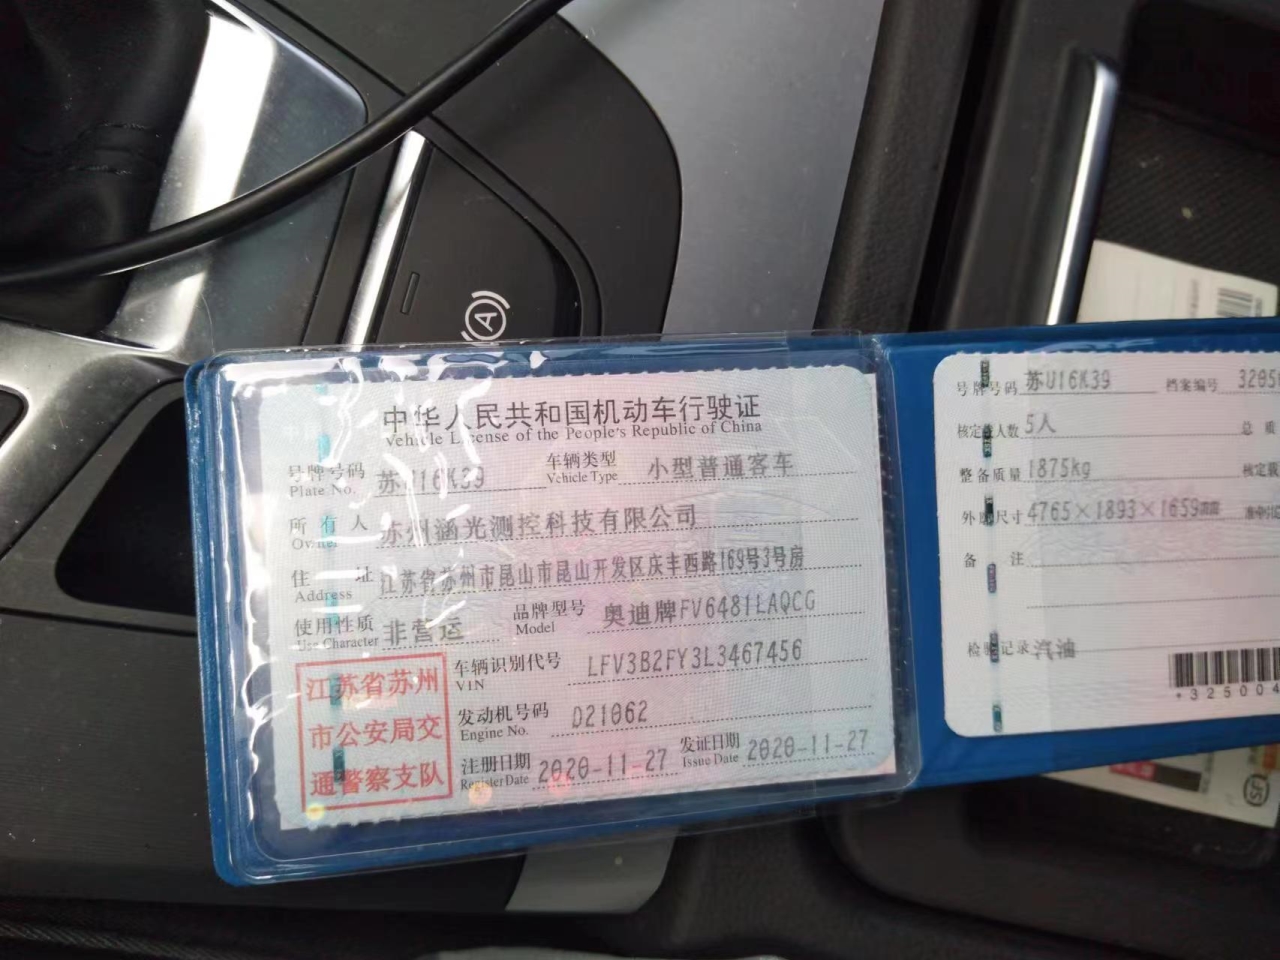 (A)
中华人民共和国机动车行驶证
Vehicle License of the People's Republic of China
号牌号码 苏U16K39 车辆类型 小型普通客车
Plate No. Vehicle Type
所有人 苏州涵光测控科技有限公司
Owner
住址 江苏省苏州市昆山市昆山开发区庆丰西路169号3号房
Address
使用性质 非营运 品牌型号 奥迪牌FV6481LAQCG
Use Character Model
江苏省苏州
市公安局交
通警察支队
车辆识别代号 LFV3B2FY3L3467456
VIN
发动机号码 D21062
Engine No.
注册日期 2020-11-27 发证日期 2020-11-27
Register Date Issue Date
号牌号码 苏U16K39 档案编号 3205
核定载人数 5人 总质
整备质量 1875kg 核定载
外廓尺寸 4765×1893×1659mm 准牵引
备注
检验记录 汽油
*325004